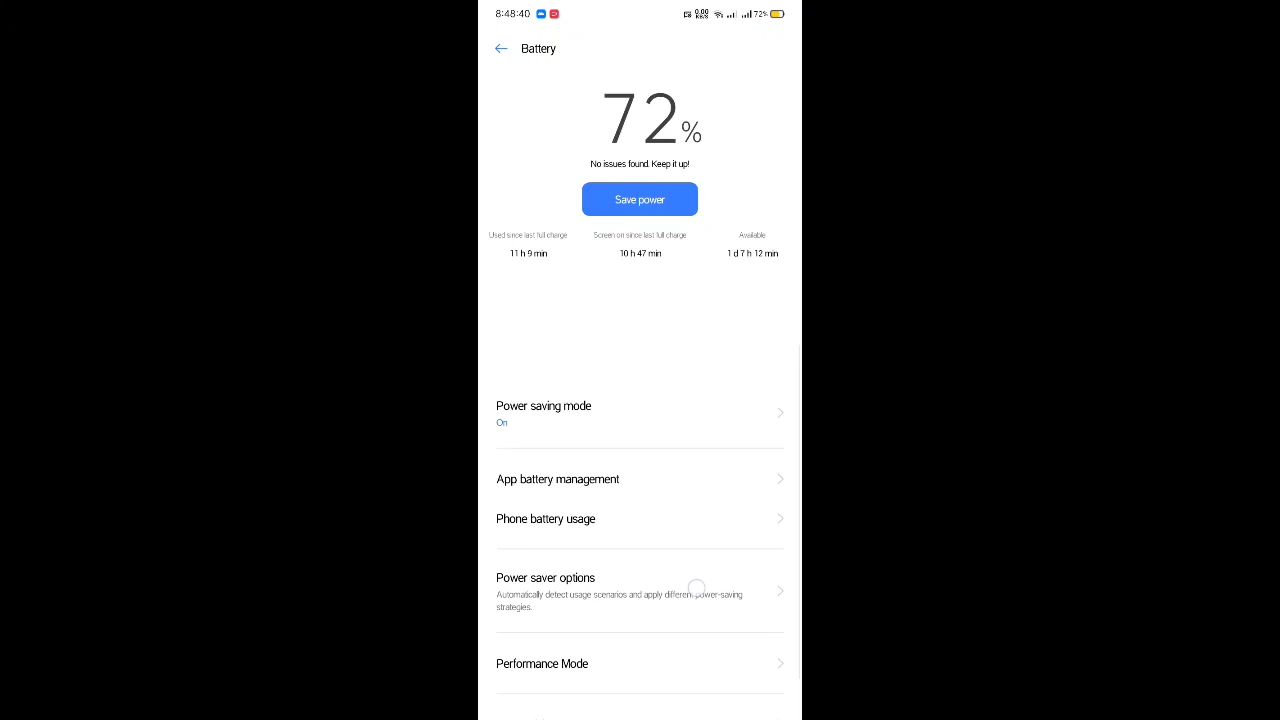 8:48:40
0.00
KB/S
72%
Battery
72%
No issues found. Keep it up!
Save power
Used since last full charge
Screen on since last full charge
Available
11 h 9 min
10 h 47 min
1 d 7 h 12 min
Power saving mode
On
App battery management
Phone battery usage
Power saver options
Automatically detect usage scenarios and apply different power-saving
strategies.
Performance Mode